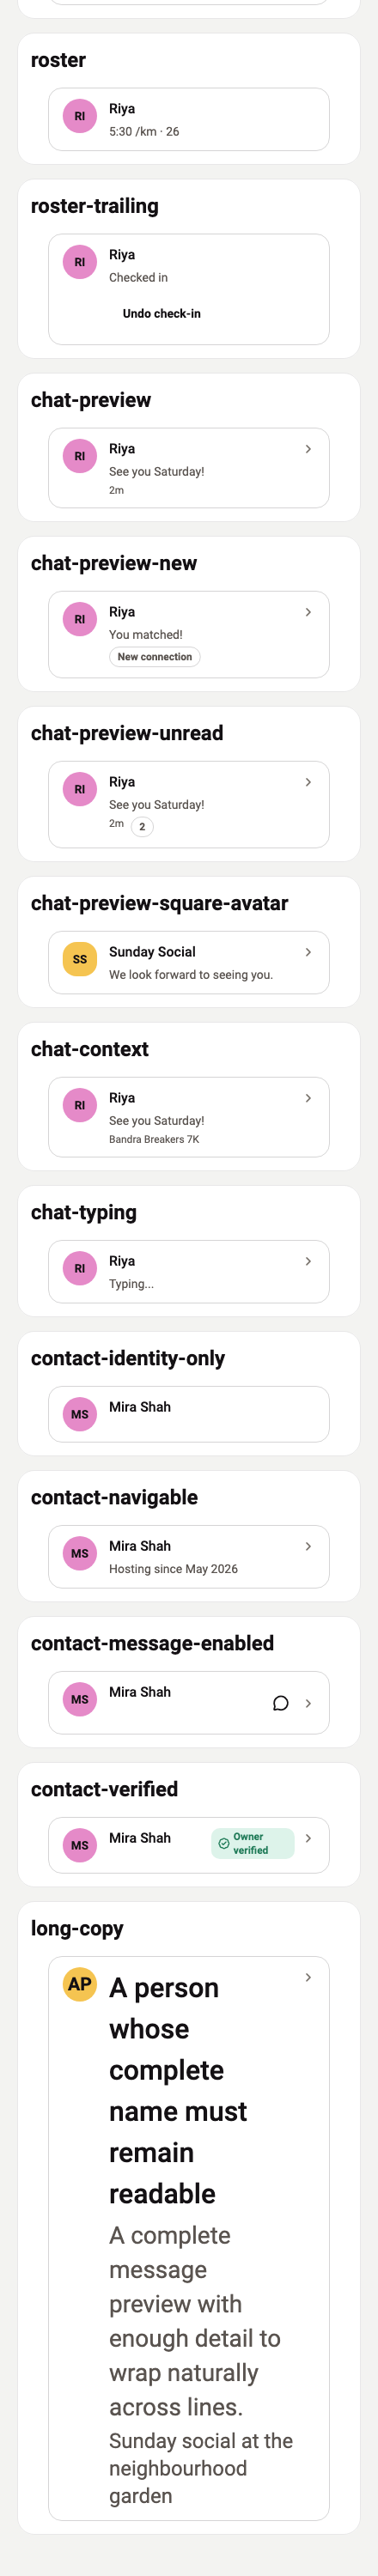 roster
RI
Riya
5:30 /km · 26
roster-trailing
RI
Riya
Checked in
Undo check-in
chat-preview
RI
Riya
See you Saturday!
2m
chat-preview-new
RI
Riya
You matched!
New connection
chat-preview-unread
RI
Riya
See you Saturday!
2m 2
chat-preview-square-avatar
SS
Sunday Social
We look forward to seeing you.
chat-context
RI
Riya
See you Saturday!
Bandra Breakers 7K
chat-typing
RI
Riya
Typing...
contact-identity-only
MS
Mira Shah
contact-navigable
MS
Mira Shah
Hosting since May 2026
contact-message-enabled
MS
Mira Shah
contact-verified
MS
Mira Shah
Owner
verified
long-copy
AP
A person
whose
complete
name must
remain
readable
A complete
message
preview with
enough detail to
wrap naturally
across lines.
Sunday social at the
neighbourhood
garden